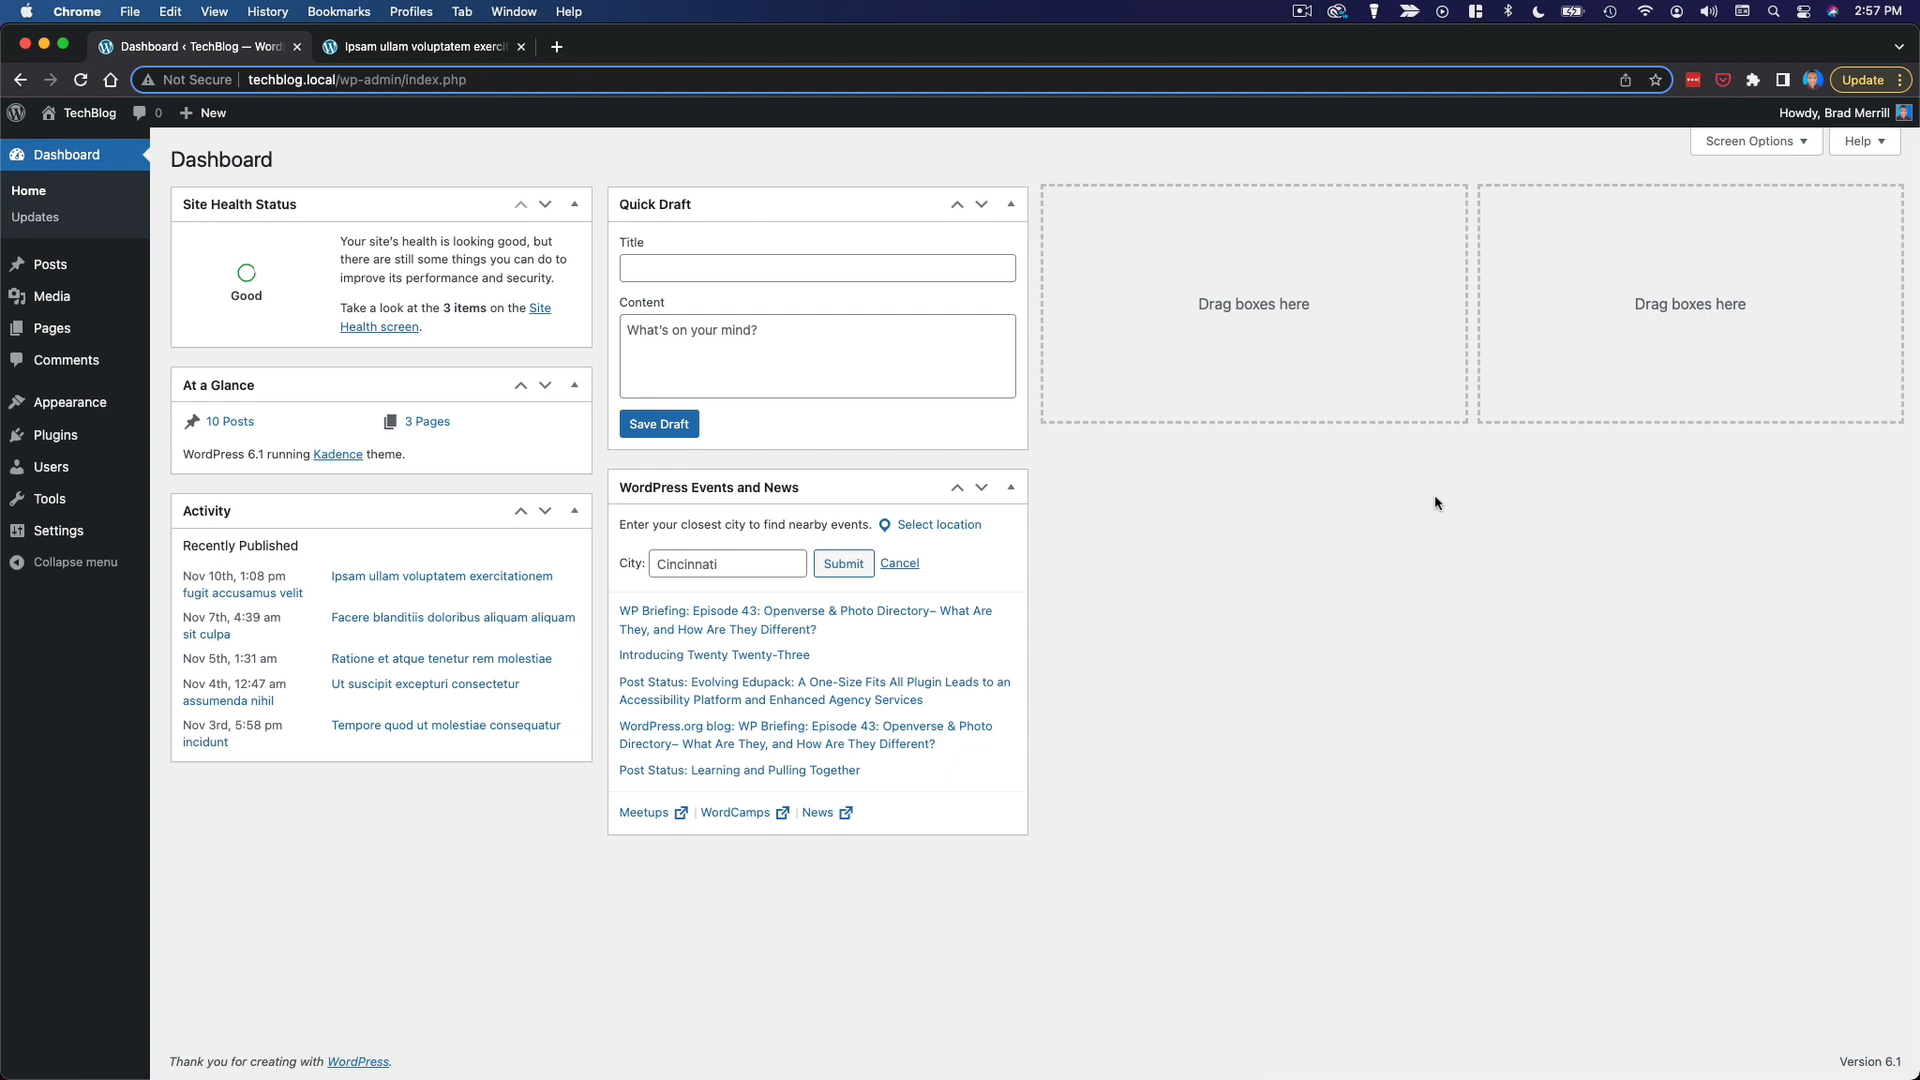 Chrome File Edit View History Bookmarks Profiles Tab Window Help 2:57 PM
Dashboard ‹ TechBlog — Word
Ipsam ullam voluptatem exercit
Not Secure techblog.local/wp-admin/index.php Update
TechBlog 0 New Howdy, Brad Merrill
Screen Options Help
Dashboard
Home
Updates
Posts
Media
Pages
Comments
Appearance
Plugins
Users
Tools
Settings
Collapse menu
Dashboard
Site Health Status
Good
Your site's health is looking good, but
there are still some things you can do to
improve its performance and security.
Take a look at the 3 items on the Site
Health screen.
At a Glance
10 Posts 3 Pages
WordPress 6.1 running Kadence theme.
Activity
Recently Published
Nov 10th, 1:08 pm Ipsam ullam voluptatem exercitationem
fugit accusamus velit
Nov 7th, 4:39 am Facere blanditiis doloribus aliquam aliquam
sit culpa
Nov 5th, 1:31 am Ratione et atque tenetur rem molestiae
Nov 4th, 12:47 am Ut suscipit excepturi consectetur
assumenda nihil
Nov 3rd, 5:58 pm Tempore quod ut molestiae consequatur
incidunt
Quick Draft
Title
Content
What's on your mind?
Save Draft
WordPress Events and News
Enter your closest city to find nearby events. Select location
City: Cincinnati Submit Cancel
WP Briefing: Episode 43: Openverse & Photo Directory– What Are
They, and How Are They Different?
Introducing Twenty Twenty-Three
Post Status: Evolving Edupack: A One-Size Fits All Plugin Leads to an
Accessibility Platform and Enhanced Agency Services
WordPress.org blog: WP Briefing: Episode 43: Openverse & Photo
Directory– What Are They, and How Are They Different?
Post Status: Learning and Pulling Together
Meetups | WordCamps | News
Drag boxes here
Drag boxes here
Thank you for creating with WordPress.
Version 6.1